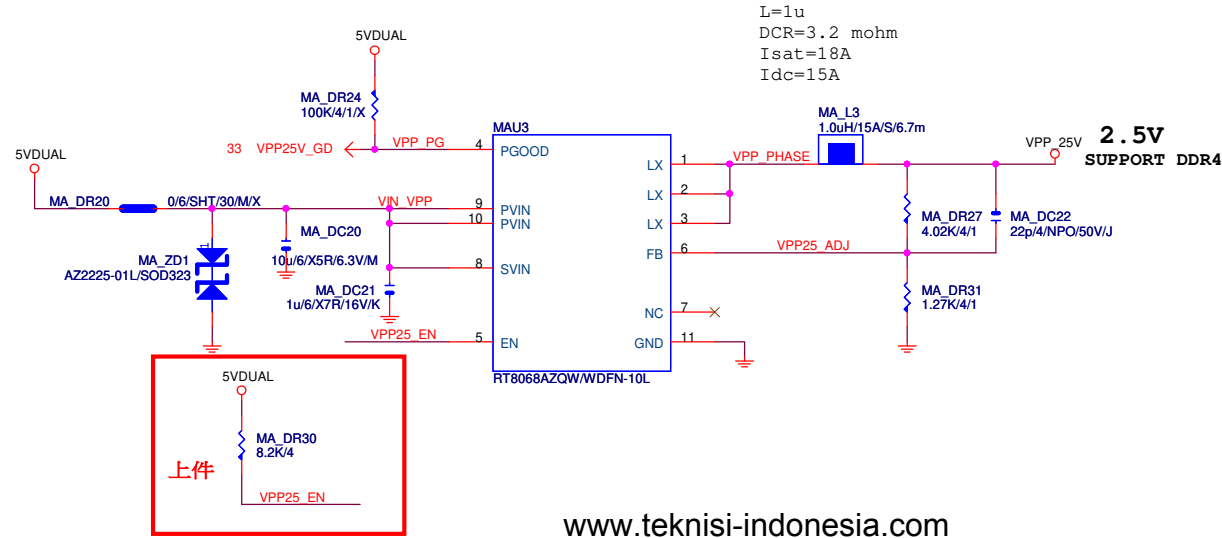 L=1u
DCR=3.2 mohm
Isat=18A
Idc=15A
5VDUAL
MA_DR24
100K/4/1/X
33 VPP25V_GD
VPP_PG
4
PGOOD
MAU3
5VDUAL
MA_DR20
0/6/SHT/30/M/X
VIN_VPP
9
PVIN
10
PVIN
MA_ZD1
AZ2225-01L/SOD323
1
MA_DC20
10u/6/X5R/6.3V/M
8
SVIN
MA_DC21
1u/6/X7R/16V/K
VPP25_EN
5
EN
RT8068AZQW/WDFN-10L
LX
1
LX
2
LX
3
FB
6
NC
7
GND
11
VPP_PHASE
MA_L3
1.0uH/15A/S/6.7m
VPP_25V
2.5V
SUPPORT DDR4
MA_DR27
4.02K/4/1
MA_DC22
22p/4/NPO/50V/J
VPP25_ADJ
MA_DR31
1.27K/4/1
5VDUAL
MA_DR30
8.2K/4
上件
VPP25_EN
www.teknisi-indonesia.com